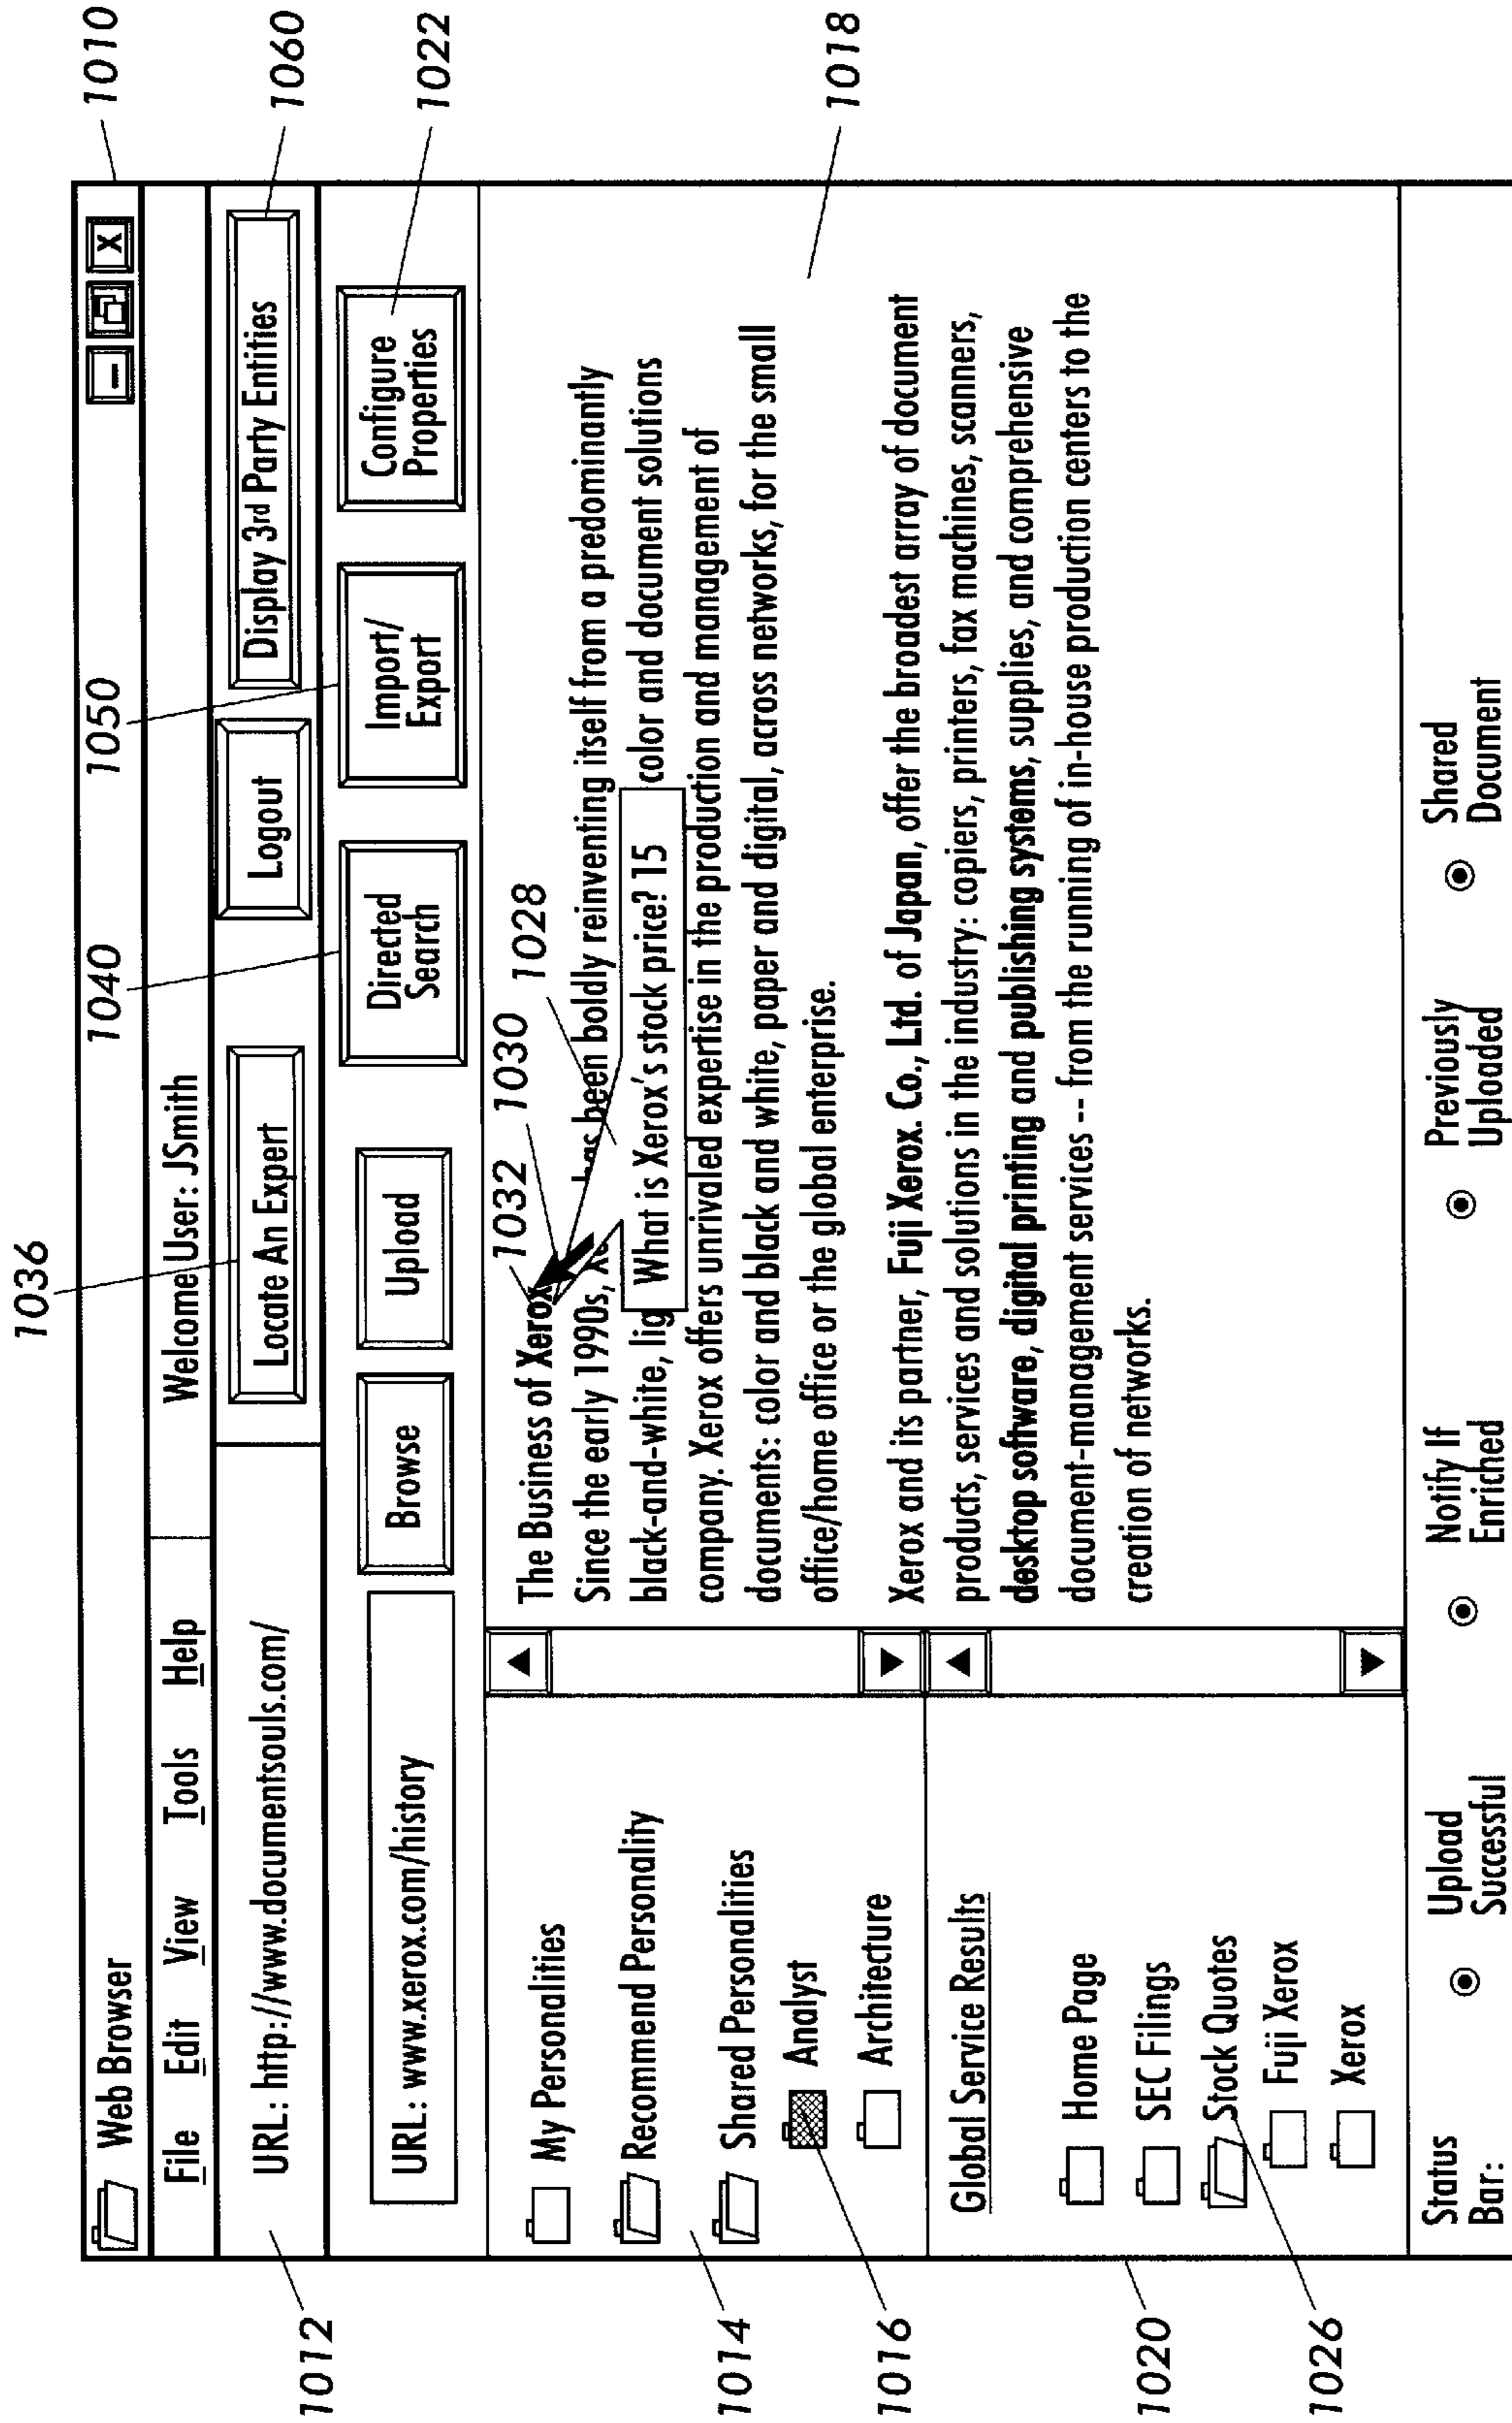 1036
1040
1050
1010
Web Browser
X
File Edit View Tools Help
Welcome User: JSmith
1060
URL: http://www.documentsouls.com/
Locate An Expert
Logout
Display 3rd Party Entities
1012
URL: www.xerox.com/history
Browse
Upload
Directed
Search
Import/
Export
Configure
Properties
1022
My Personalities
Recommend Personality
Shared Personalities
Analyst
Architecture
1014
1016
1032
1030
1028
The Business of Xerox
Since the early 1990s, has been boldly reinventing itself from a predominantly
black-and-white, color and document solutions
What is Xerox's stock price? 15
company. Xerox offers unrivaled expertise in the production and management of
documents: color and black and white, paper and digital, across networks, for the small
office/home office or the global enterprise.
1018
Xerox and its partner, Fuji Xerox. Co., Ltd. of Japan, offer the broadest array of document
products, services and solutions in the industry: copiers, printers, fax machines, scanners,
desktop software, digital printing and publishing systems, supplies, and comprehensive
document-management services -- from the running of in-house production centers to the
creation of networks.
Global Service Results
Home Page
SEC Filings
Stock Quotes
Fuji Xerox
Xerox
1020
1026
Status
Bar:
Upload
Successful
Notify If
Enriched
Previously
Uploaded
Shared
Document